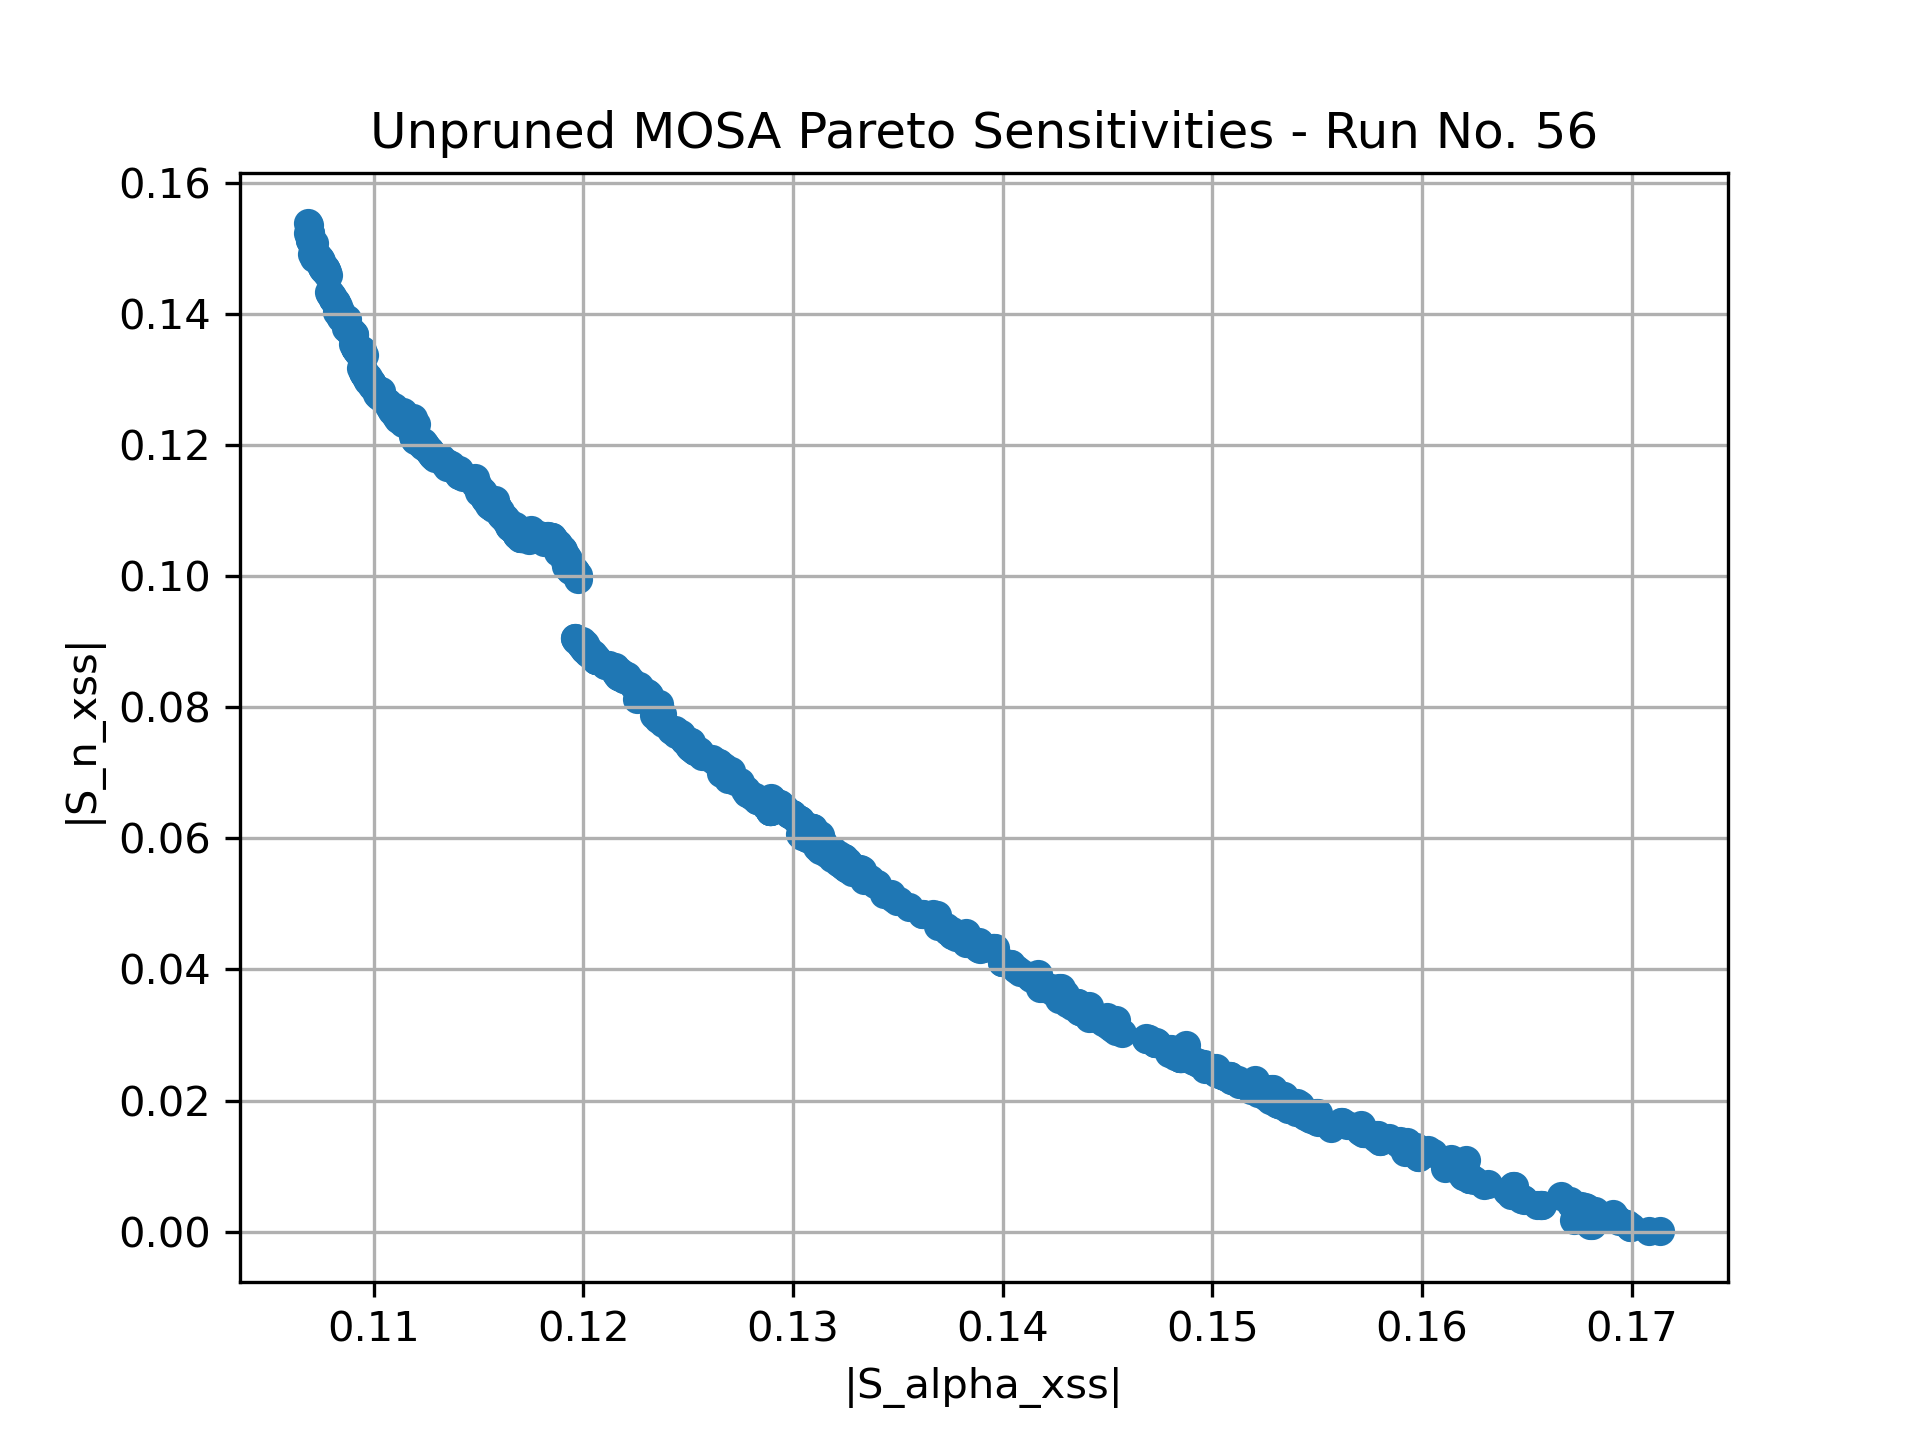 Unpruned MOSA Pareto Sensitivities - Run No. 56
0.16
0.14
0.12
0.10
0.08
0.06
0.04
0.02
0.00
|S_n_xss|
0.11 0.12 0.13 0.14 0.15 0.16 0.17
|S_alpha_xss|